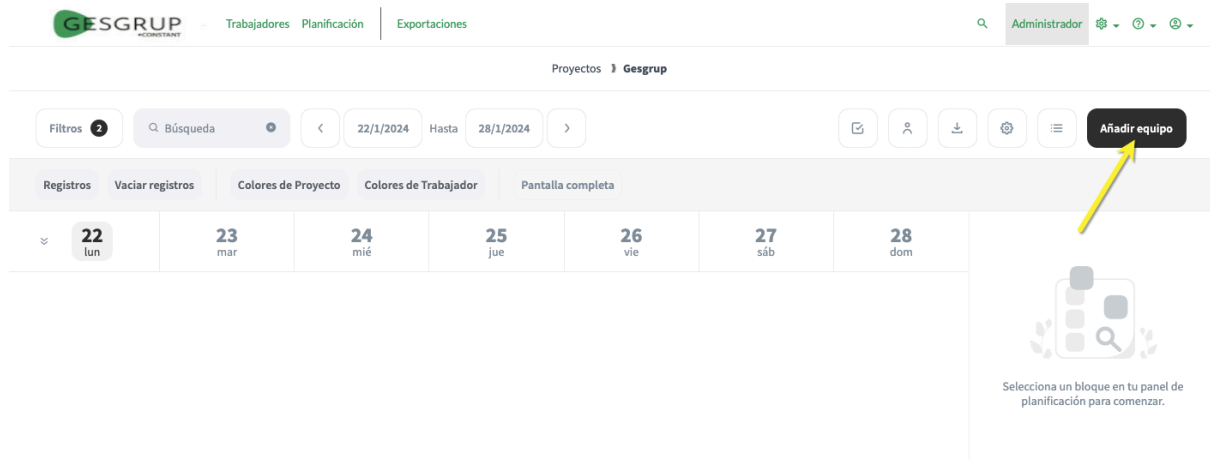 GESGRUP
+CONSTANT
Trabajadores Planificación Exportaciones
Administrador
Proyectos Gesgrup
Filtros 2 Búsqueda 22/1/2024 Hasta 28/1/2024 Añadir equipo
Registros Vaciar registros Colores de Proyecto Colores de Trabajador Pantalla completa
22 23 24 25 26 27 28
lun mar mié jue vie sáb dom
Selecciona un bloque en tu panel de
planificación para comenzar.